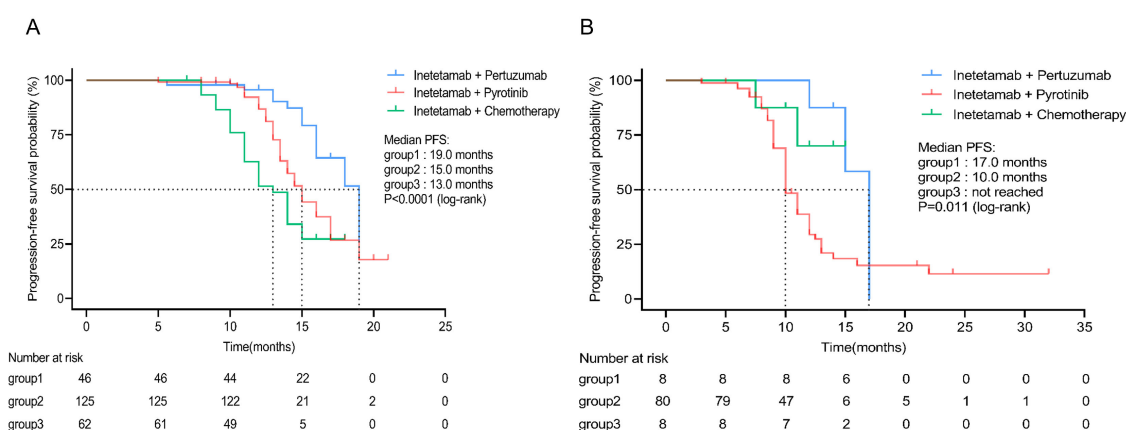 A
Progression-free survival probability (%)
100
75
50
25
0
Inetetamab + Pertuzumab
Inetetamab + Pyrotinib
Inetetamab + Chemotherapy
Median PFS:
group1 : 19.0 months
group2 : 15.0 months
group3 : 13.0 months
P<0.0001 (log-rank)
0 5 10 15 20 25
Time(months)
Number at risk
group1 46 46 44 22 0 0
group2 125 125 122 21 2 0
group3 62 61 49 5 0 0
B
Progression-free survival probability (%)
100
75
50
25
0
Inetetamab + Pertuzumab
Inetetamab + Pyrotinib
Inetetamab + Chemotherapy
Median PFS:
group1 : 17.0 months
group2 : 10.0 months
group3 : not reached
P=0.011 (log-rank)
0 5 10 15 20 25 30 35
Time(months)
Number at risk
group1 8 8 8 6 0 0 0 0
group2 80 79 47 6 5 1 1 0
group3 8 8 7 2 0 0 0 0